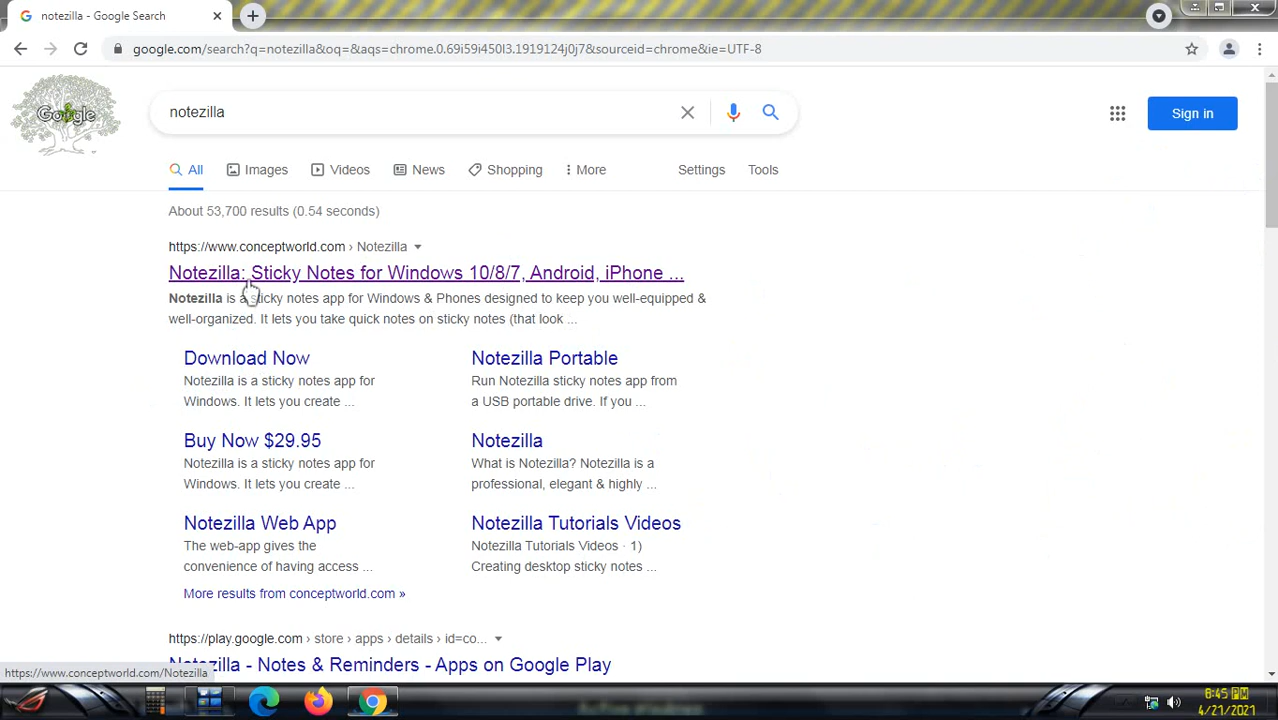 notezilla - Google Search
google.com/search?q=notezilla&oq=&aqs=chrome.0.69i59i450l3.1919124j0j7&sourceid=chrome&ie=UTF-8
Google
notezilla
Sign in
All Images Videos News Shopping More Settings Tools
About 53,700 results (0.54 seconds)
https://www.conceptworld.com › Notezilla
Notezilla: Sticky Notes for Windows 10/8/7, Android, iPhone ...
Notezilla is a sticky notes app for Windows & Phones designed to keep you well-equipped &
well-organized. It lets you take quick notes on sticky notes (that look ...
Download Now
Notezilla is a sticky notes app for
Windows. It lets you create ...
Notezilla Portable
Run Notezilla sticky notes app from
a USB portable drive. If you ...
Buy Now $29.95
Notezilla is a sticky notes app for
Windows. It lets you create ...
Notezilla
What is Notezilla? Notezilla is a
professional, elegant & highly ...
Notezilla Web App
The web-app gives the
convenience of having access ...
Notezilla Tutorials Videos
Notezilla Tutorials Videos · 1)
Creating desktop sticky notes ...
More results from conceptworld.com »
https://play.google.com › store › apps › details › id=co...
Notezilla - Notes & Reminders - Apps on Google Play
https://www.conceptworld.com/Notezilla
8:45 PM
4/21/2021